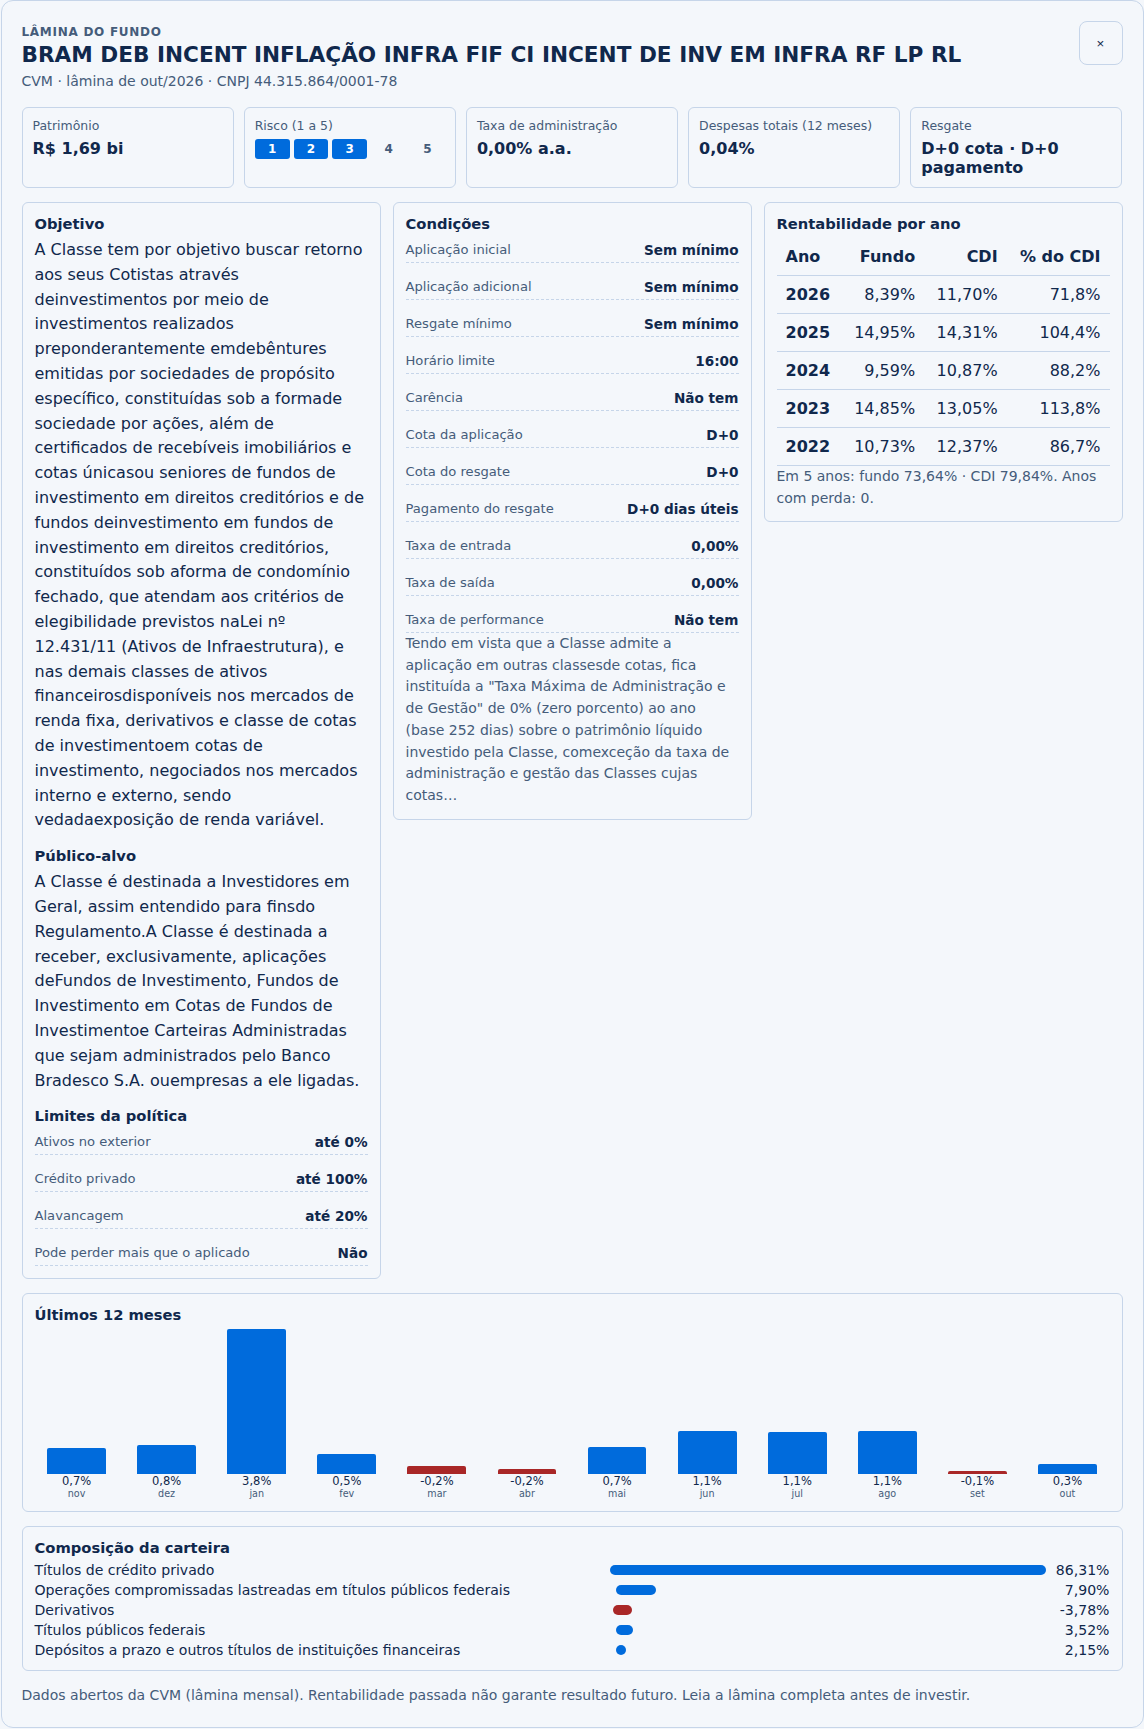 LÂMINA DO FUNDO
BRAM DEB INCENT INFLAÇÃO INFRA FIF CI INCENT DE INV EM INFRA RF LP RL
CVM · lâmina de out/2026 · CNPJ 44.315.864/0001-78
×
Patrimônio
R$ 1,69 bi
Risco (1 a 5)
1 2 3 4 5
Taxa de administração
0,00% a.a.
Despesas totais (12 meses)
0,04%
Resgate
D+0 cota · D+0
pagamento
Objetivo
A Classe tem por objetivo buscar retorno
aos seus Cotistas através
deinvestimentos por meio de
investimentos realizados
preponderantemente emdebêntures
emitidas por sociedades de propósito
específico, constituídas sob a formade
sociedade por ações, além de
certificados de recebíveis imobiliários e
cotas únicasou seniores de fundos de
investimento em direitos creditórios e de
fundos deinvestimento em fundos de
investimento em direitos creditórios,
constituídos sob aforma de condomínio
fechado, que atendam aos critérios de
elegibilidade previstos naLei nº
12.431/11 (Ativos de Infraestrutura), e
nas demais classes de ativos
financeirosdisponíveis nos mercados de
renda fixa, derivativos e classe de cotas
de investimentoem cotas de
investimento, negociados nos mercados
interno e externo, sendo
vedadaexposição de renda variável.
Público-alvo
A Classe é destinada a Investidores em
Geral, assim entendido para finsdo
Regulamento.A Classe é destinada a
receber, exclusivamente, aplicações
deFundos de Investimento, Fundos de
Investimento em Cotas de Fundos de
Investimentoe Carteiras Administradas
que sejam administrados pelo Banco
Bradesco S.A. ouempresas a ele ligadas.
Limites da política
Ativos no exterior até 0%
Crédito privado até 100%
Alavancagem até 20%
Pode perder mais que o aplicado Não
Condições
Aplicação inicial Sem mínimo
Aplicação adicional Sem mínimo
Resgate mínimo Sem mínimo
Horário limite 16:00
Carência Não tem
Cota da aplicação D+0
Cota do resgate D+0
Pagamento do resgate D+0 dias úteis
Taxa de entrada 0,00%
Taxa de saída 0,00%
Taxa de performance Não tem
Tendo em vista que a Classe admite a
aplicação em outras classesde cotas, fica
instituída a "Taxa Máxima de Administração e
de Gestão" de 0% (zero porcento) ao ano
(base 252 dias) sobre o patrimônio líquido
investido pela Classe, comexceção da taxa de
administração e gestão das Classes cujas
cotas…
Rentabilidade por ano
Ano Fundo CDI % do CDI
2026 8,39% 11,70% 71,8%
2025 14,95% 14,31% 104,4%
2024 9,59% 10,87% 88,2%
2023 14,85% 13,05% 113,8%
2022 10,73% 12,37% 86,7%
Em 5 anos: fundo 73,64% · CDI 79,84%. Anos
com perda: 0.
Últimos 12 meses
0,7% 0,8% 3,8% 0,5% -0,2% -0,2% 0,7% 1,1% 1,1% 1,1% -0,1% 0,3%
nov dez jan fev mar abr mai jun jul ago set out
Composição da carteira
Títulos de crédito privado 86,31%
Operações compromissadas lastreadas em títulos públicos federais 7,90%
Derivativos -3,78%
Títulos públicos federais 3,52%
Depósitos a prazo e outros títulos de instituições financeiras 2,15%
Dados abertos da CVM (lâmina mensal). Rentabilidade passada não garante resultado futuro. Leia a lâmina completa antes de investir.